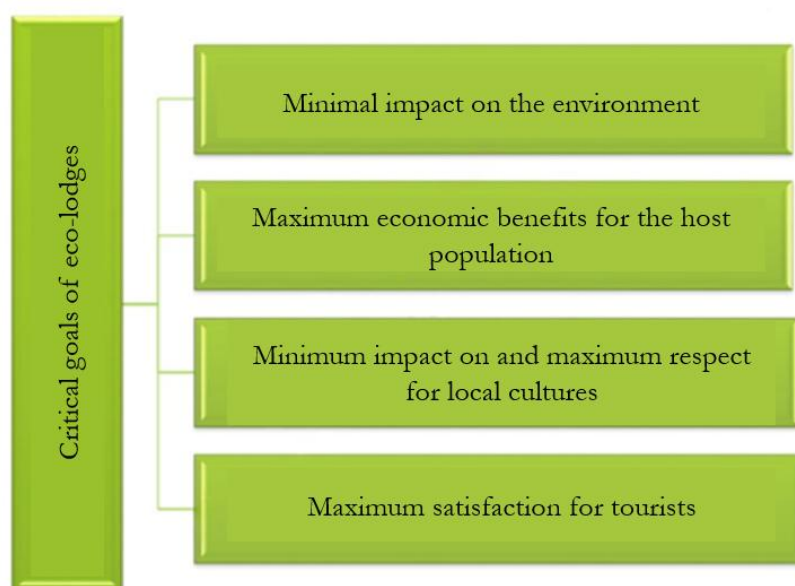 Critical goals of eco-lodges
Minimal impact on the environment
Maximum economic benefits for the host
population
Minimum impact on and maximum respect
for local cultures
Maximum satisfaction for tourists